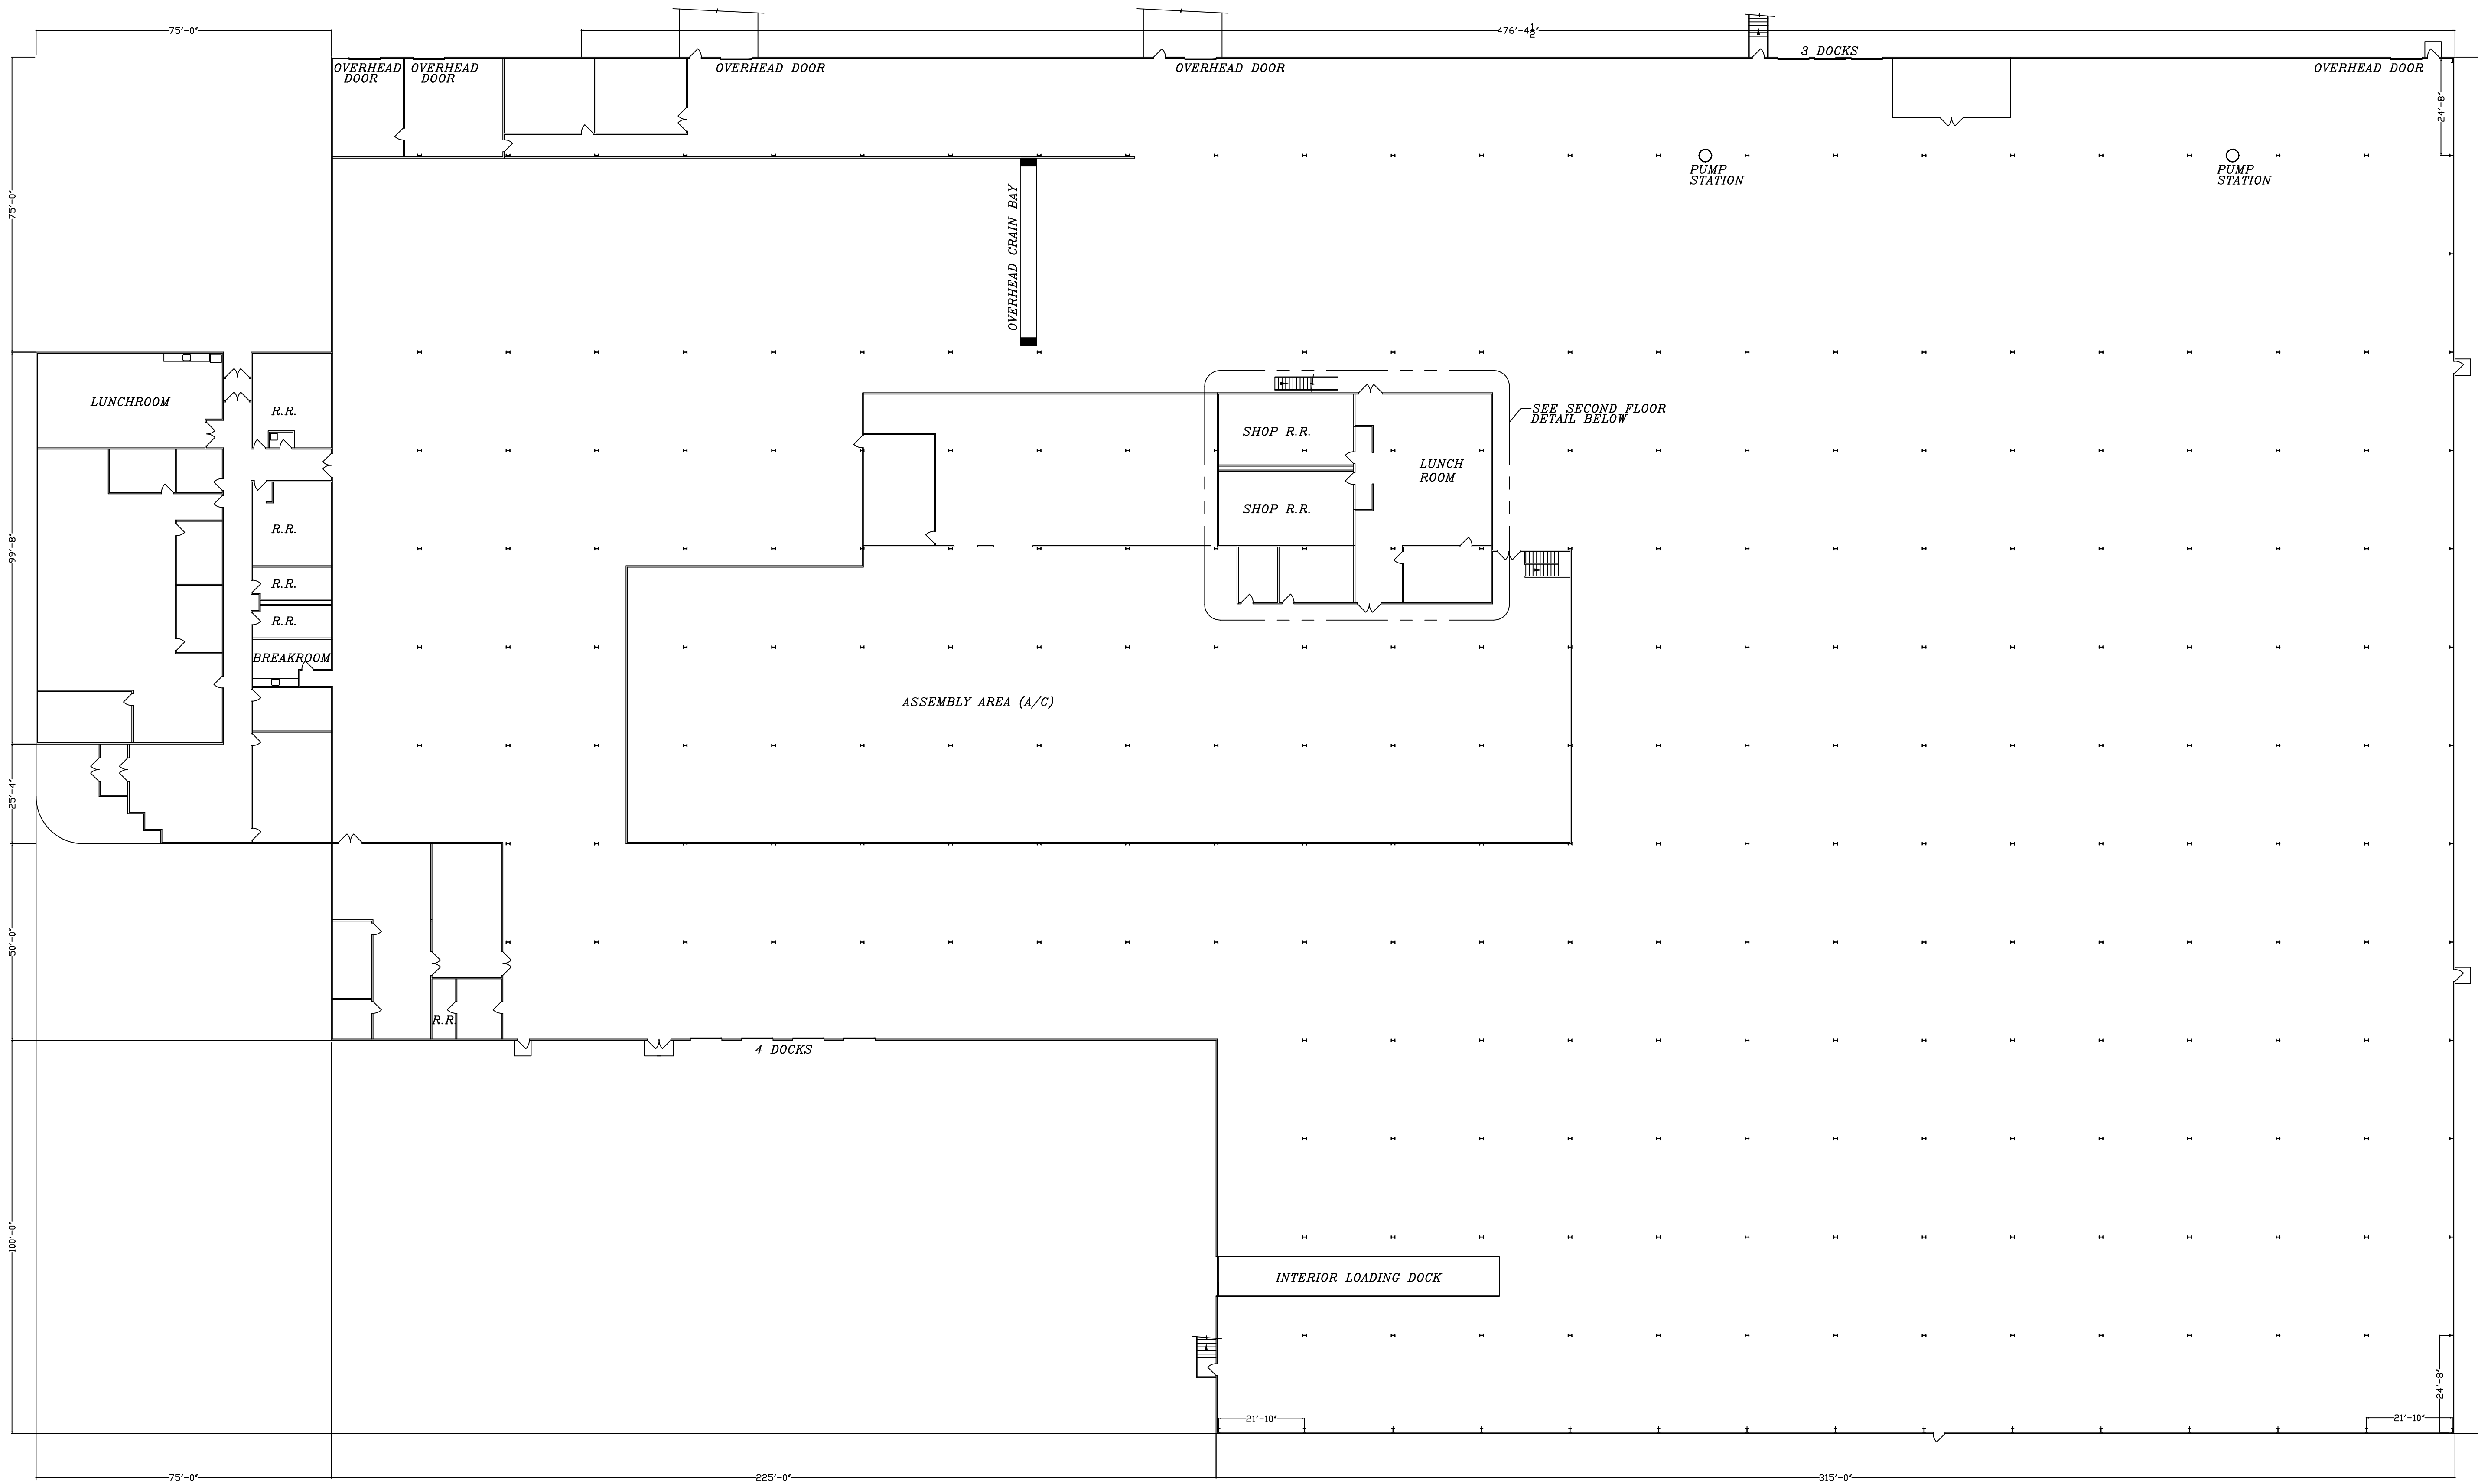 75'-0"
476'-4 1/2
OVERHEAD
DOOR
OVERHEAD
DOOR
OVERHEAD DOOR
OVERHEAD DOOR
3 DOCKS
OVERHEAD DOOR
24'-8"
PUMP
STATION
PUMP
STATION
75'-0"
OVERHEAD CRAIN BAY
LUNCHROOM
R.R.
SHOP R.R.
LUNCH
ROOM
SEE SECOND FLOOR
DETAIL BELOW
SHOP R.R.
R.R.
99'-8"
R.R.
R.R.
BREAKROOM
ASSEMBLY AREA (A/C)
25'-4"
50'-0"
R.R.
4 DOCKS
100'-0"
INTERIOR LOADING DOCK
24'-8"
21'-10"
21'-10"
75'-0"
225'-0"
315'-0"